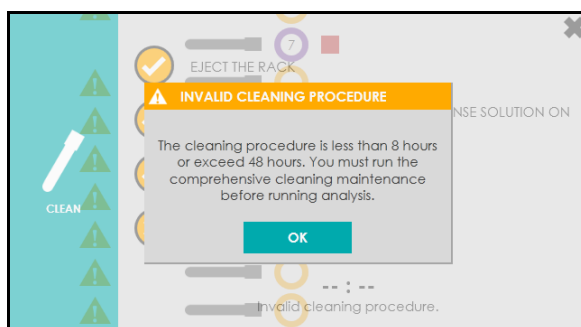 7
EJECT THE RACK
INVALID CLEANING PROCEDURE
NSE SOLUTION ON
The cleaning procedure is less than 8 hours
or exceed 48 hours. You must run the
comprehensive cleaning maintenance
before running analysis.
CLEAN
OK
-- : --
Invalid cleaning procedure.